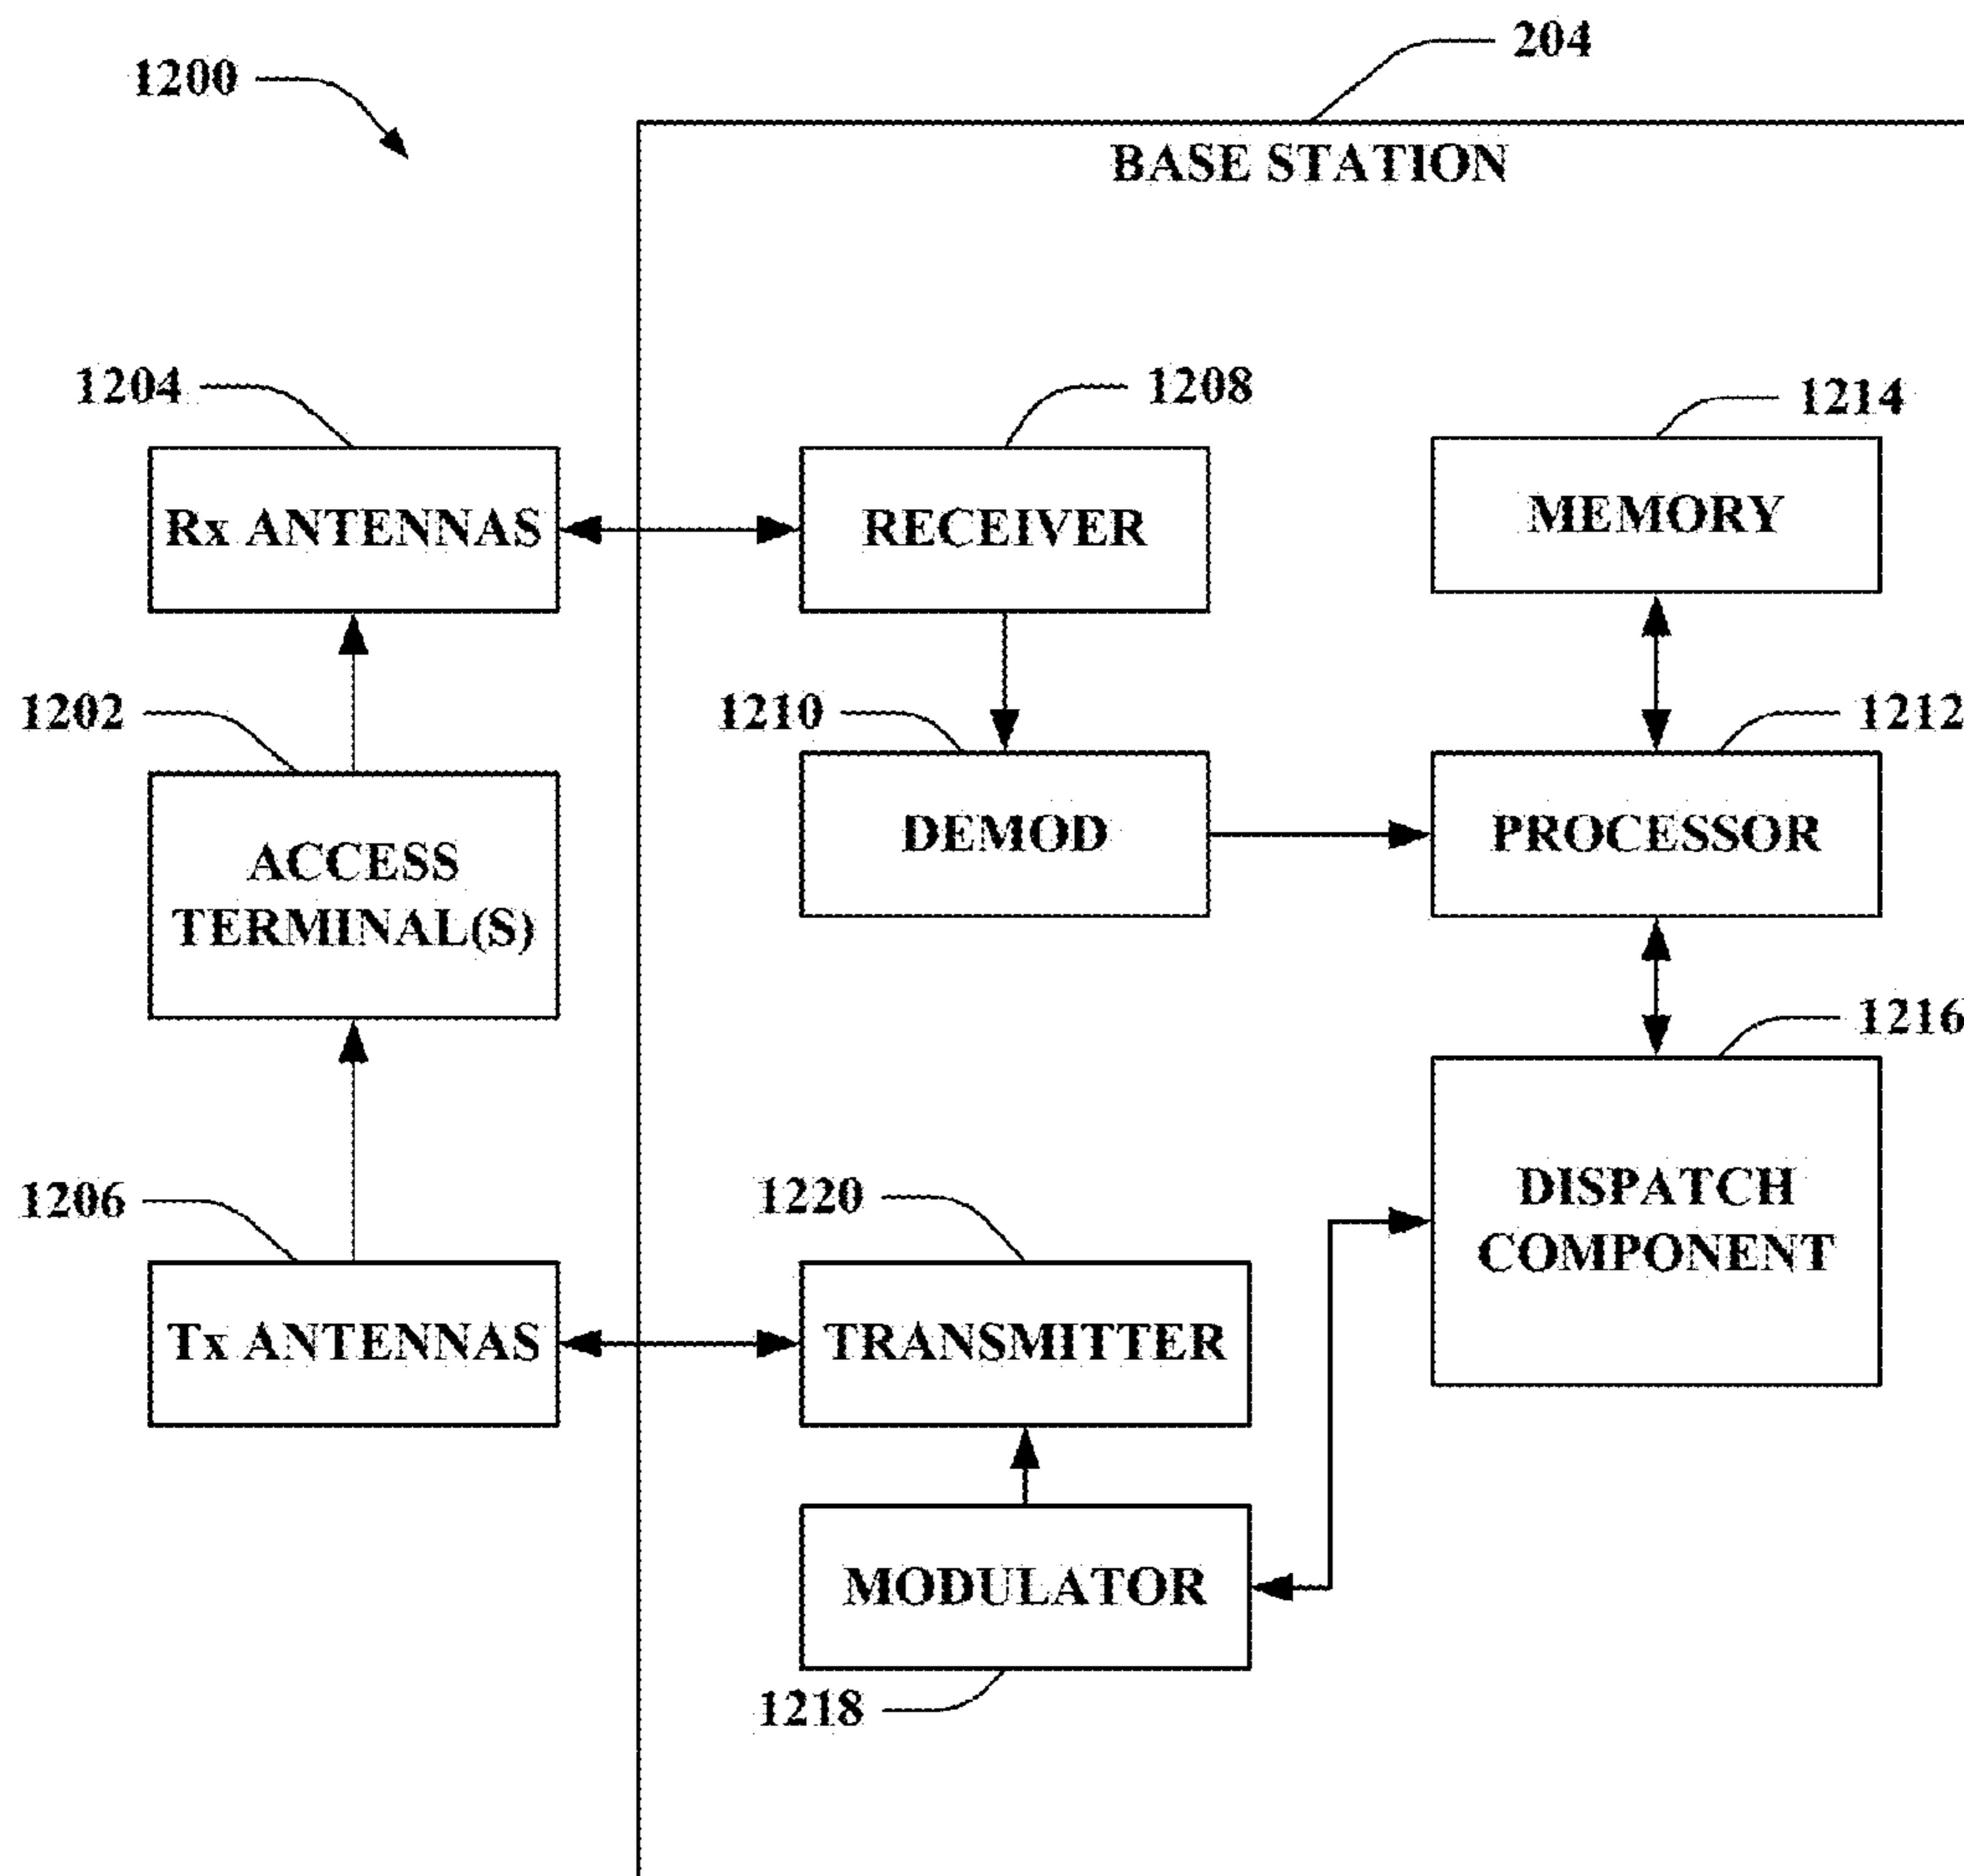 204
1200
BASE STATION
1204
1208
1214
Rx ANTENNAS
RECEIVER
MEMORY
1202
1210
1212
ACCESS
TERMINAL(S)
DEMOD
PROCESSOR
1216
1206
1220
DISPATCH
COMPONENT
Tx ANTENNAS
TRANSMITTER
MODULATOR
1218